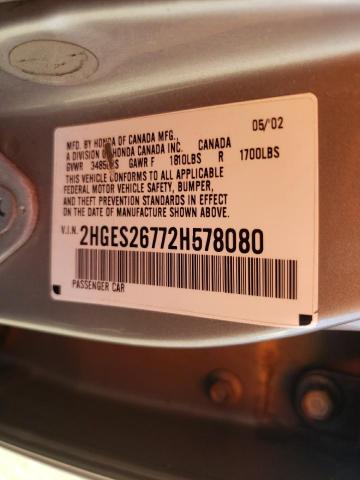 05/02
MFD. BY HONDA OF CANADA MFG.,
A DIVISION OF HONDA CANADA INC. CANADA
GVWR 3485LBS GAWR F 1810LBS R 1700LBS
THIS VEHICLE CONFORMS TO ALL APPLICABLE
FEDERAL MOTOR VEHICLE SAFETY, BUMPER,
AND THEFT PREVENTION STANDARDS IN EFFECT
ON THE DATE OF MANUFACTURE SHOWN ABOVE.
V.I.N. 2HGES26772H578080
PASSENGER CAR